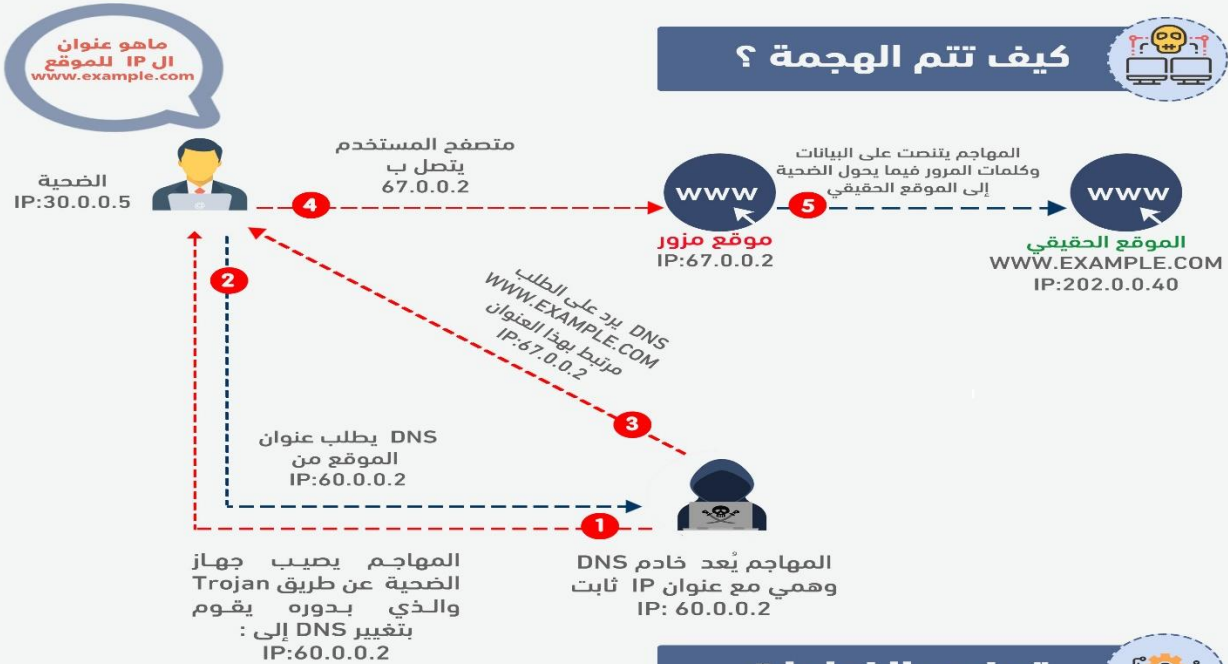 كيف تتم الهجمة ؟
ماهو عنوان
ال IP للموقع
www.example.com
الضحية
IP:30.0.0.5
متصفح المستخدم
يتصل ب
67.0.0.2
4
WWW
موقع مزور
IP:67.0.0.2
المهاجم يتنصت على البيانات
وكلمات المرور فيما يحول الضحية
إلى الموقع الحقيقي
5
WWW
الموقع الحقيقي
WWW.EXAMPLE.COM
IP:202.0.0.40
2
DNS يرد على الطلب
WWW.EXAMPLE.COM
مرتبط بهذا العنوان
IP:67.0.0.2
3
DNS يطلب عنوان
الموقع من
IP:60.0.0.2
1
المهاجم يُعد خادم DNS
وهمي مع عنوان IP ثابت
IP: 60.0.0.2
المهاجم يصيب جهاز
الضحية عن طريق Trojan
والذي بدوره يقوم
بتغيير DNS إلى :
IP:60.0.0.2